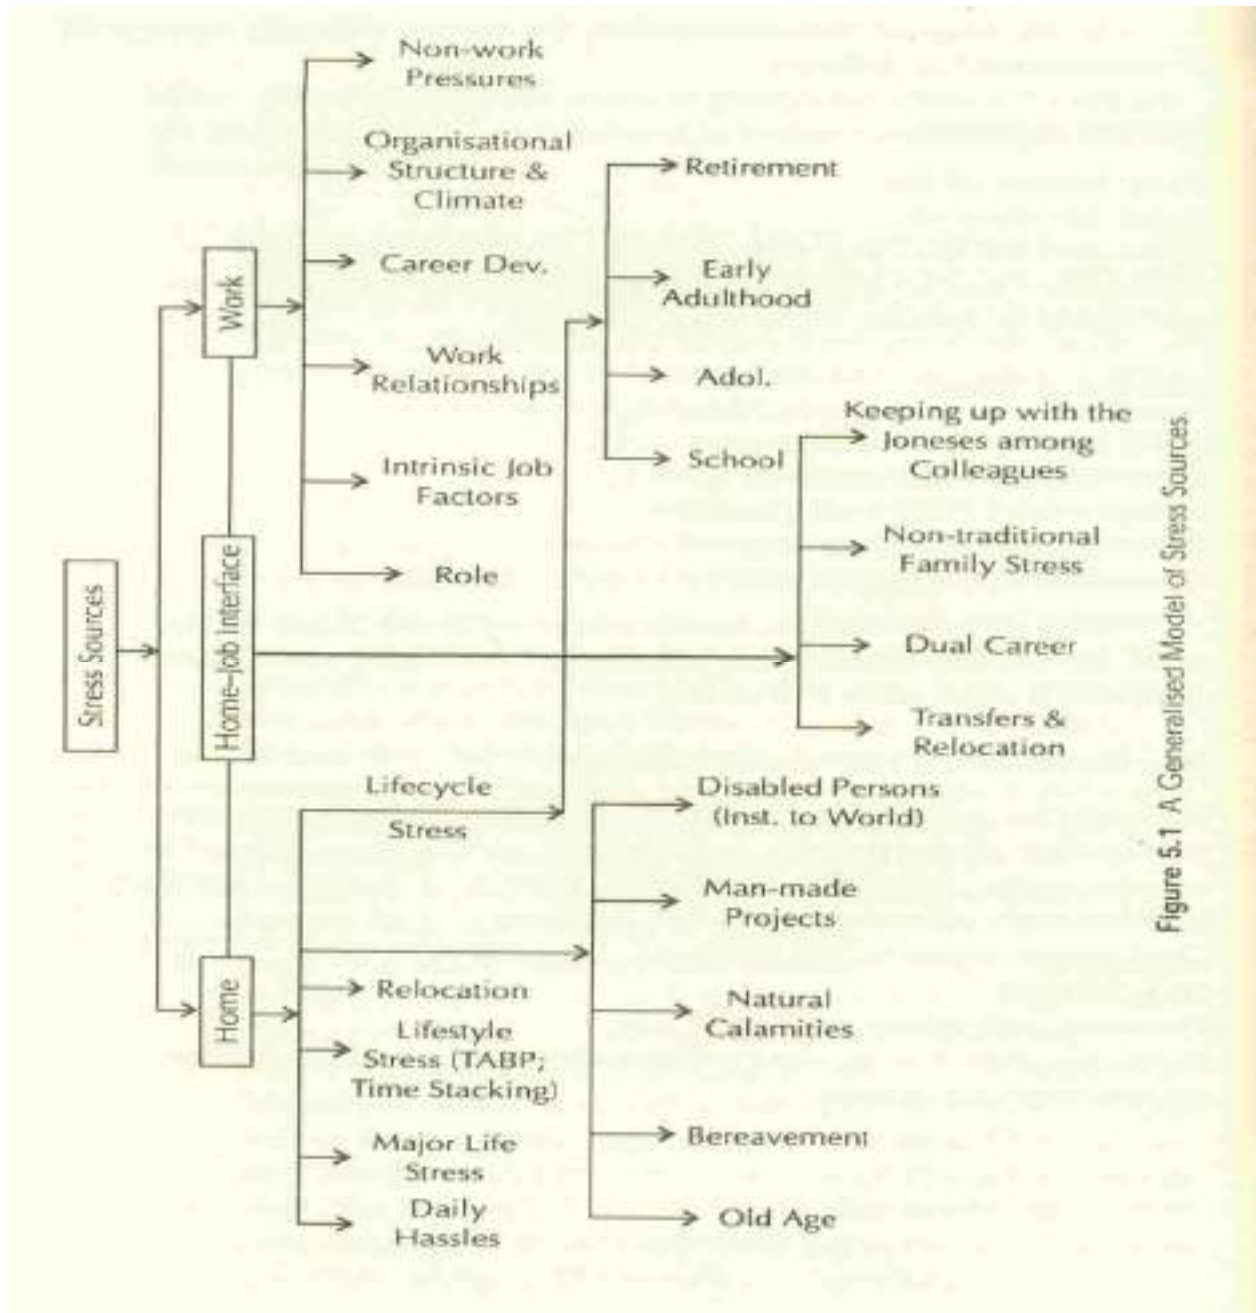 Stress Sources
Work
Home–Job Interface
Home
Non-work
Pressures
Organisational
Structure &
Climate
Career Dev.
Work
Relationships
Intrinsic Job
Factors
Role
Retirement
Early
Adulthood
Adol.
School
Keeping up with the
Joneses among
Colleagues
Non-traditional
Family Stress
Dual Career
Transfers &
Relocation
Lifecycle
Stress
Relocation
Lifestyle
Stress (TABP;
Time Stacking)
Major Life
Stress
Daily
Hassles
Disabled Persons
(Inst. to World)
Man-made
Projects
Natural
Calamities
Bereavement
Old Age
Figure 5.1 A Generalised Model of Stress Sources.